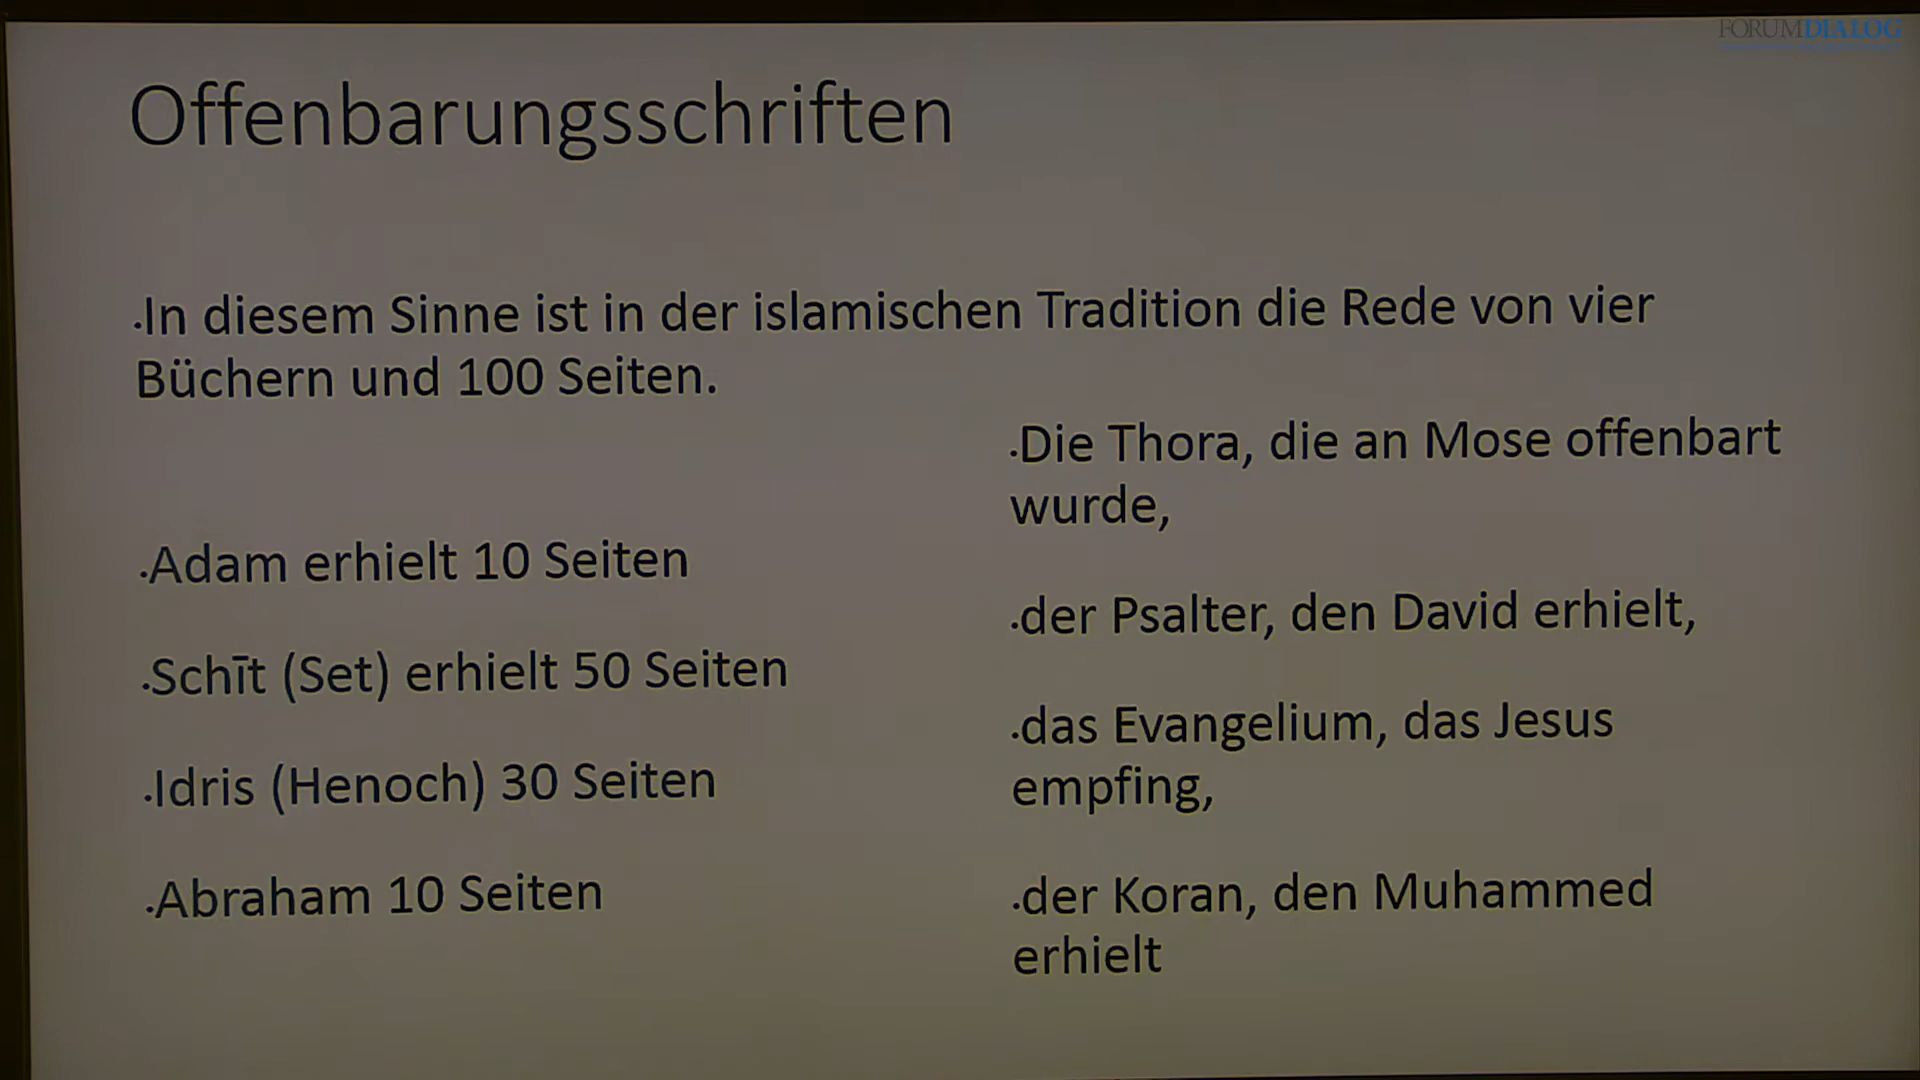 FORUMDIALOG
Offenbarungsschriften
·In diesem Sinne ist in der islamischen Tradition die Rede von vier
Büchern und 100 Seiten.
·Adam erhielt 10 Seiten
·Schīt (Set) erhielt 50 Seiten
·Idris (Henoch) 30 Seiten
·Abraham 10 Seiten
·Die Thora, die an Mose offenbart
wurde,
·der Psalter, den David erhielt,
·das Evangelium, das Jesus
empfing,
·der Koran, den Muhammed
erhielt